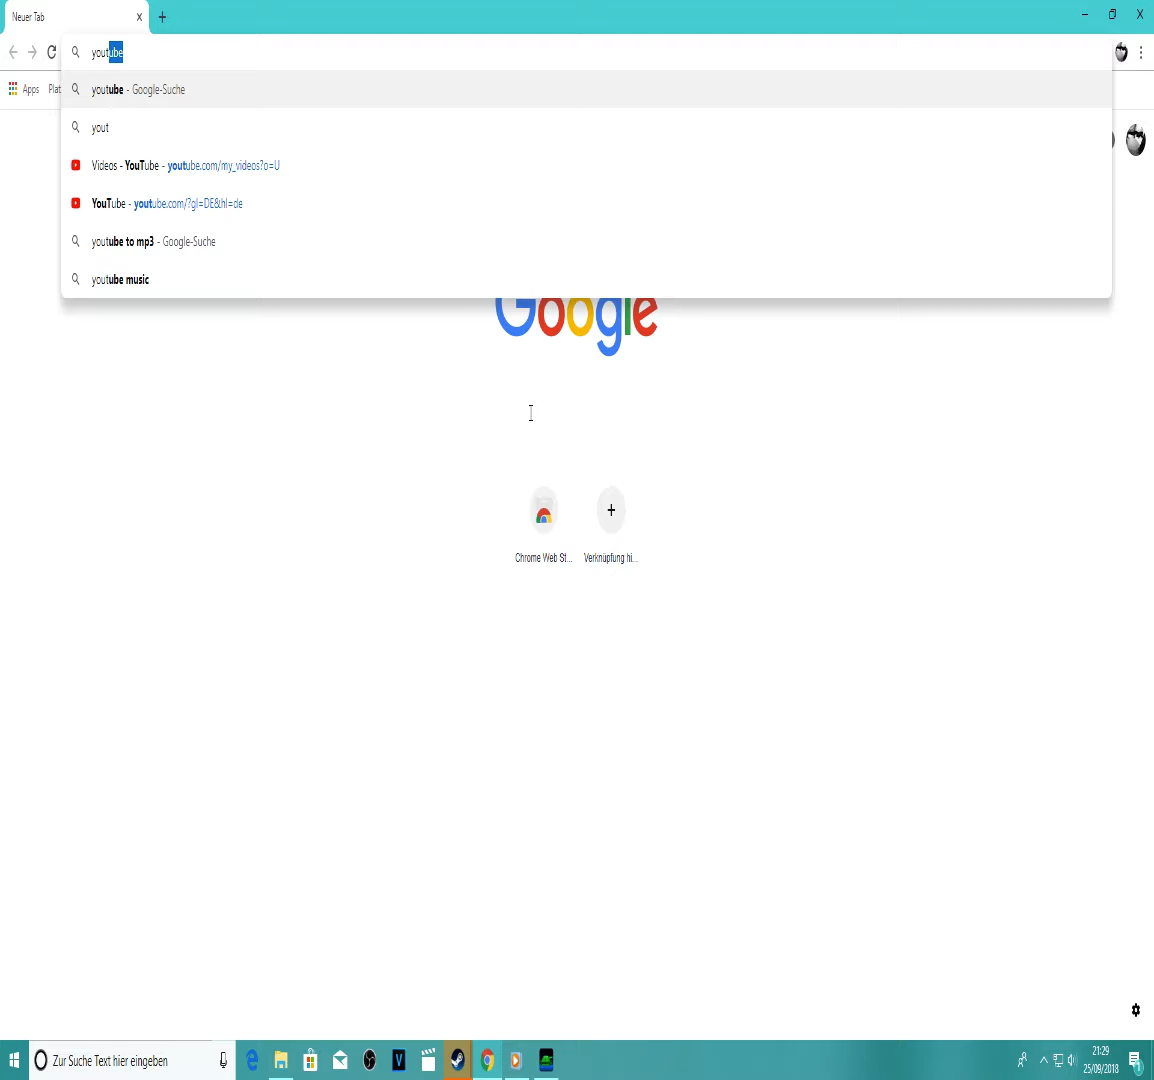 Neuer Tab
youtube
Apps Plat
youtube - Google-Suche
yout
Videos - YouTube - youtube.com/my_videos?o=U
YouTube - youtube.com/?gl=DE&hl=de
youtube to mp3 - Google-Suche
youtube music
Google
Chrome Web St... Verknüpfung hi...
Zur Suche Text hier eingeben
21:29
25/09/2018
1